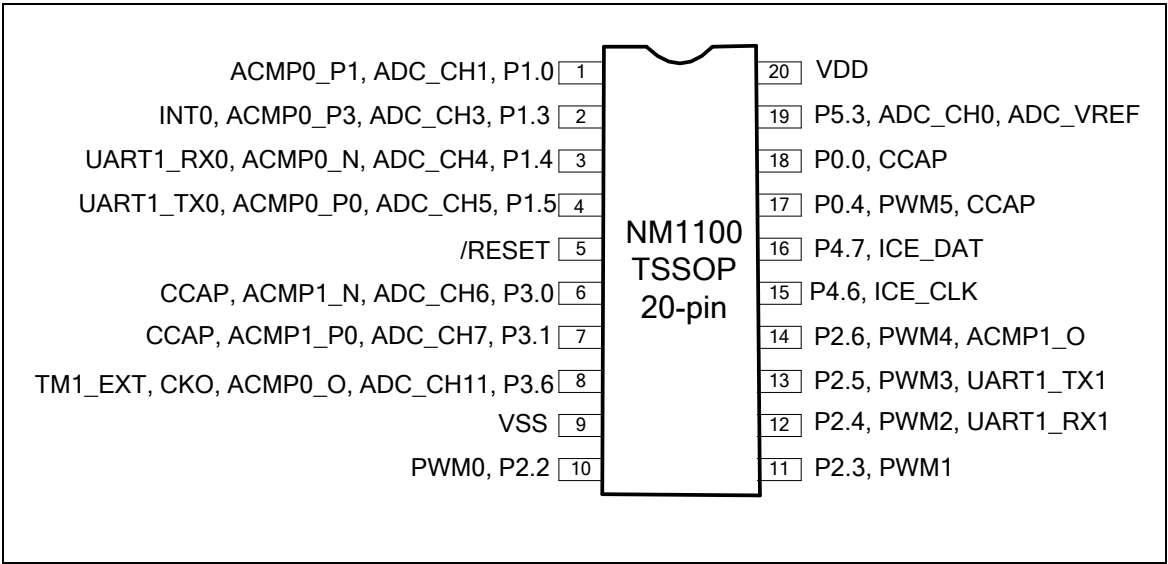 ACMP0_P1, ADC_CH1, P1.0 1
INT0, ACMP0_P3, ADC_CH3, P1.3 2
UART1_RX0, ACMP0_N, ADC_CH4, P1.4 3
UART1_TX0, ACMP0_P0, ADC_CH5, P1.5 4
/RESET 5
CCAP, ACMP1_N, ADC_CH6, P3.0 6
CCAP, ACMP1_P0, ADC_CH7, P3.1 7
TM1_EXT, CKO, ACMP0_O, ADC_CH11, P3.6 8
VSS 9
PWM0, P2.2 10
NM1100
TSSOP
20-pin
20 VDD
19 P5.3, ADC_CH0, ADC_VREF
18 P0.0, CCAP
17 P0.4, PWM5, CCAP
16 P4.7, ICE_DAT
15 P4.6, ICE_CLK
14 P2.6, PWM4, ACMP1_O
13 P2.5, PWM3, UART1_TX1
12 P2.4, PWM2, UART1_RX1
11 P2.3, PWM1